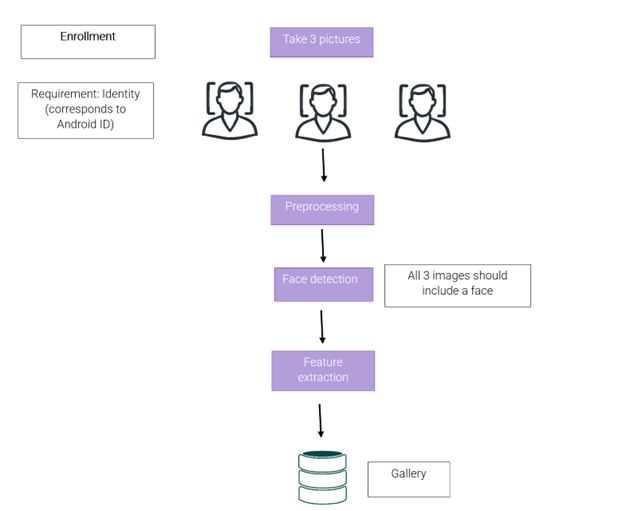 Enrollment
Take 3 pictures
Requirement: Identity
(corresponds to
Android ID)
Preprocessing
Face detection
All 3 images should
include a face
Feature
extraction
Gallery